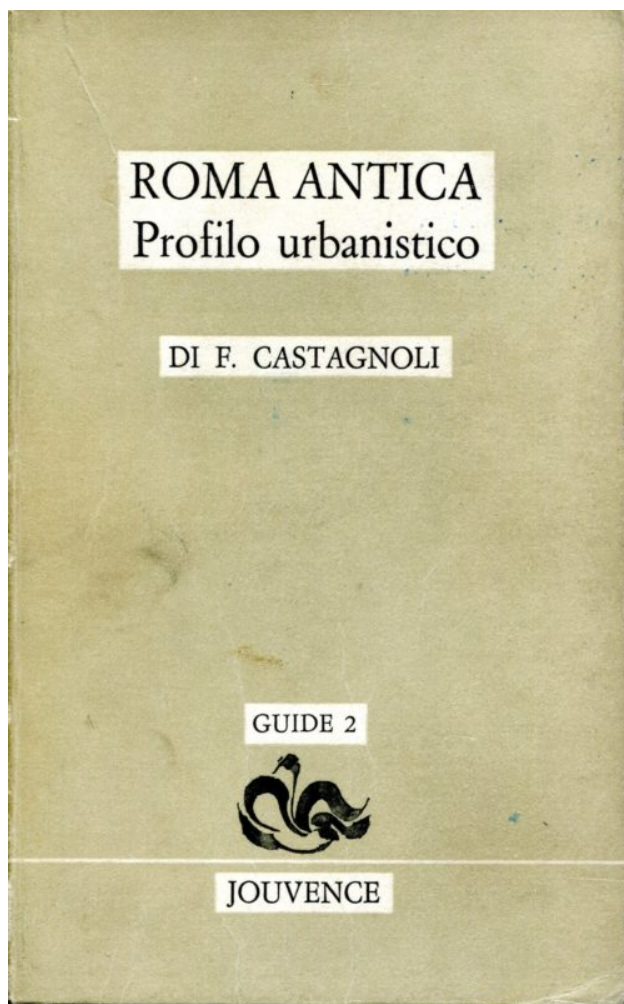 ROMA ANTICA
Profilo urbanistico
DI F. CASTAGNOLI
GUIDE 2
JOUVENCE